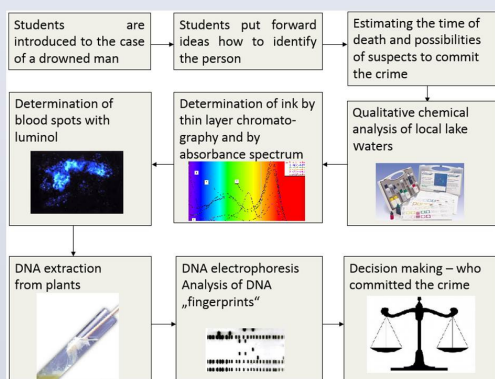 Students are
introduced to the case
of a drowned man
Students put forward
ideas how to identify
the person
Estimating the time of
death and possibilities
of suspects to commit
the crime
Determination of
blood spots with
luminol
Determination of ink by
thin layer chromato-
graphy and by
absorbance spectrum
Qualitative chemical
analysis of local lake
waters
DNA extraction
from plants
DNA electrophoresis
Analysis of DNA
„fingerprints“
Decision making – who
committed the crime